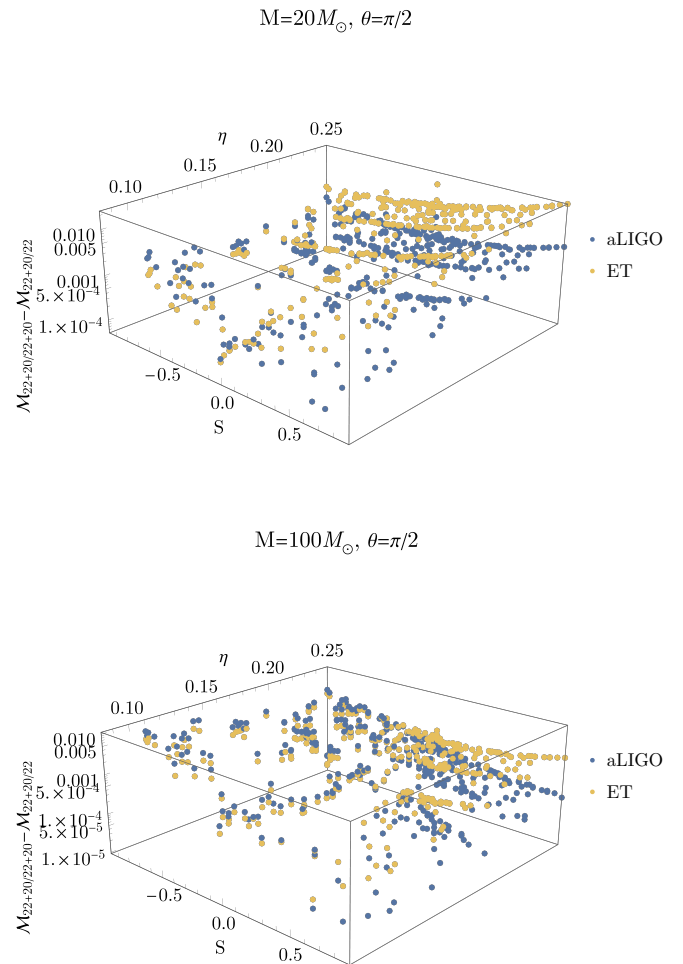 M=20M⊙, θ=π/2
0.25
η
0.20
0.15
0.10
0.010
0.005
0.001
5.×10⁻⁴
1.×10⁻⁴
ℳ22+20/22+20−ℳ22+20/22
−0.5
0.0
0.5
S
aLIGO
ET
M=100M⊙, θ=π/2
0.25
η
0.20
0.15
0.10
0.010
0.005
0.001
5.×10⁻⁴
1.×10⁻⁴
5.×10⁻⁵
1.×10⁻⁵
ℳ22+20/22+20−ℳ22+20/22
−0.5
0.0
0.5
S
aLIGO
ET